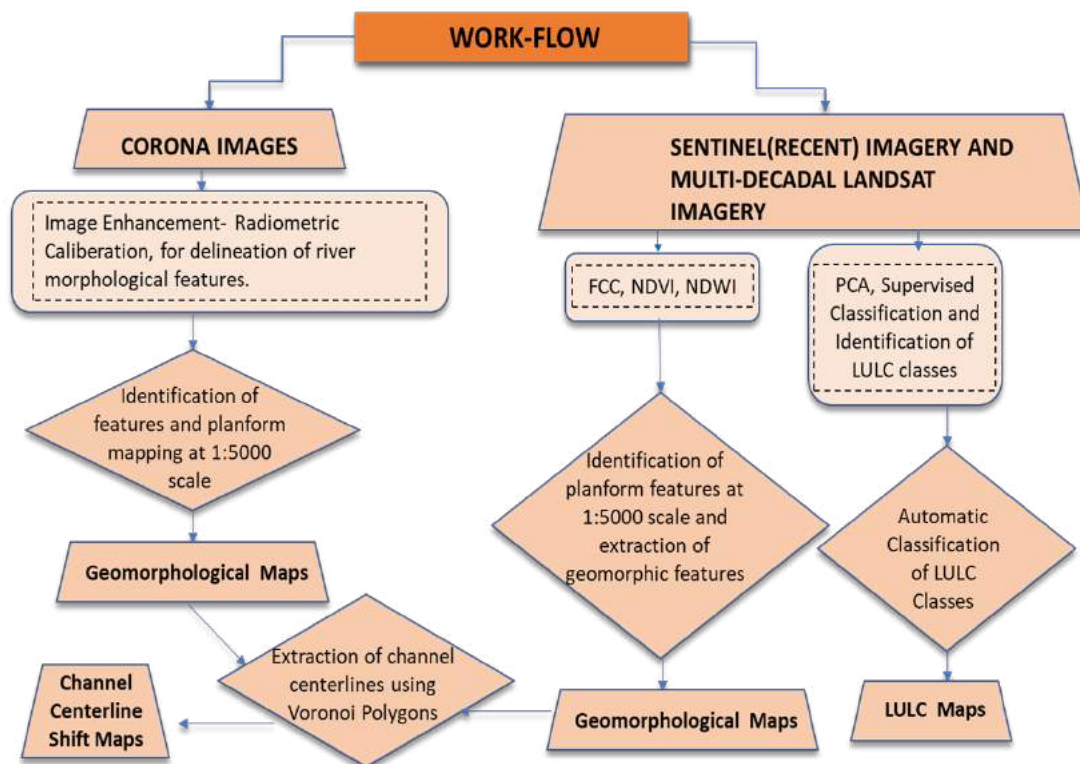 WORK-FLOW
CORONA IMAGES
Image Enhancement- Radiometric
Caliberation, for delineation of river
morphological features.
Identification of
features and planform
mapping at 1:5000
scale
Geomorphological Maps
SENTINEL(RECENT) IMAGERY AND
MULTI-DECADAL LANDSAT
IMAGERY
FCC, NDVI, NDWI
Identification of
planform features at
1:5000 scale and
extraction of
geomorphic features
Geomorphological Maps
PCA, Supervised
Classification and
Identification of
LULC classes
Automatic
Classification
of LULC
Classes
LULC Maps
Extraction of channel
centerlines using
Voronoi Polygons
Channel
Centerline
Shift Maps